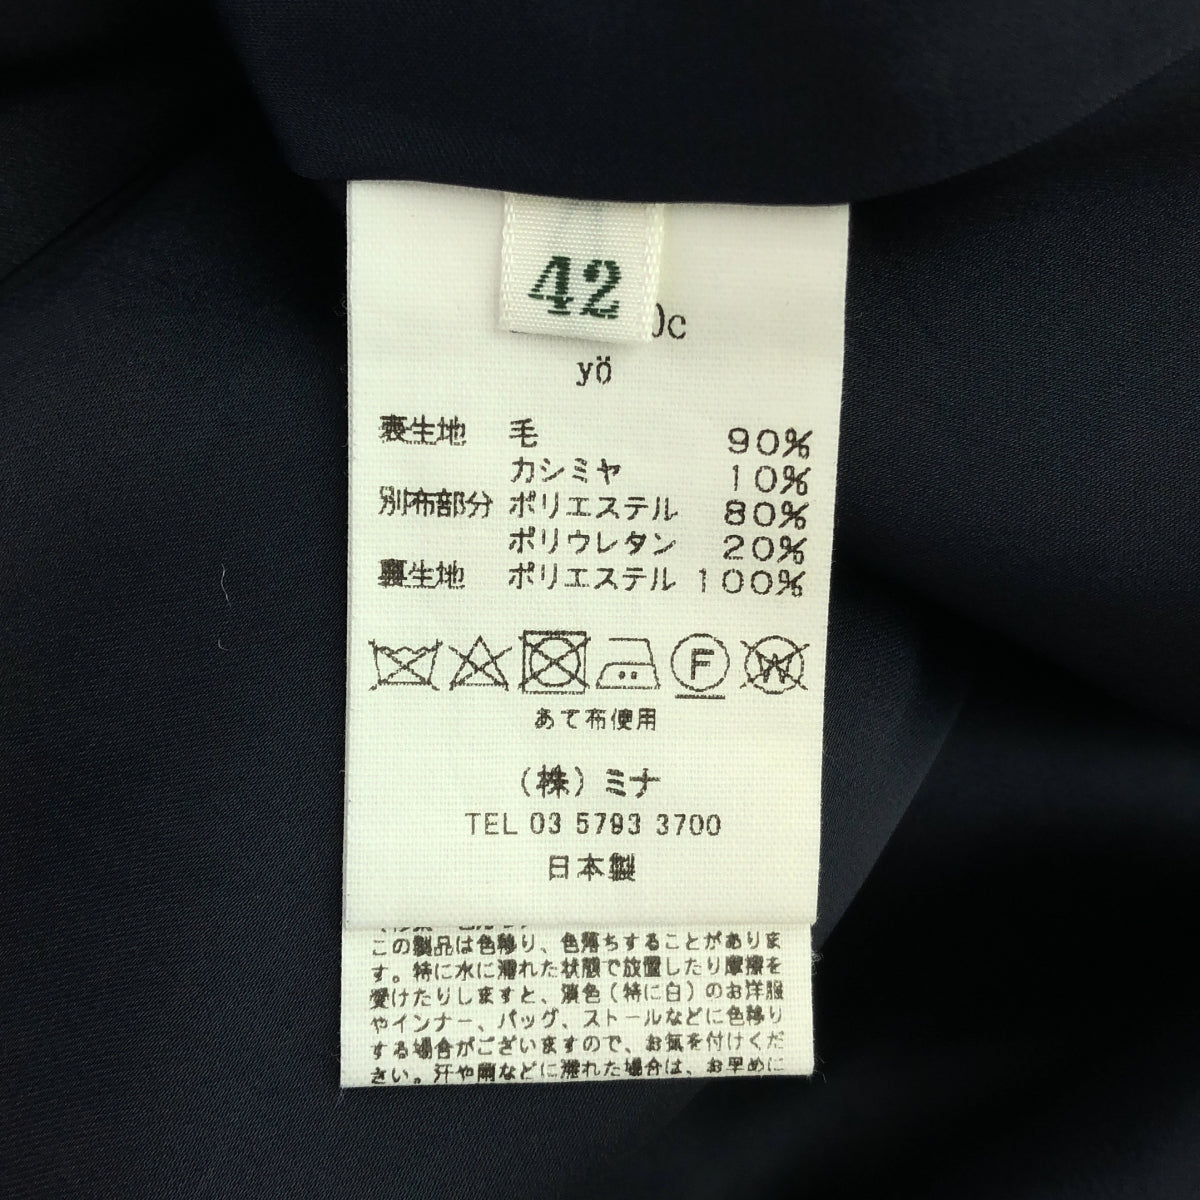 42
0c
yö
表生地 毛 90%
カシミヤ 10%
別布部分 ポリエステル 80%
ポリウレタン 20%
裏生地 ポリエステル 100%
F W
あて布使用
(株)ミナ
TEL 03 5793 3700
日本製
この製品は色移り、色落ちすることがありま
す。特に水に濡れた状態で放置したり摩擦を
受けたりしますと、淡色(特に白)のお洋服
やインナー、バッグ、ストールなどに色移り
する場合がございますので、お気を付けくだ
さい。汗や雨などに濡れた場合は、お早めに